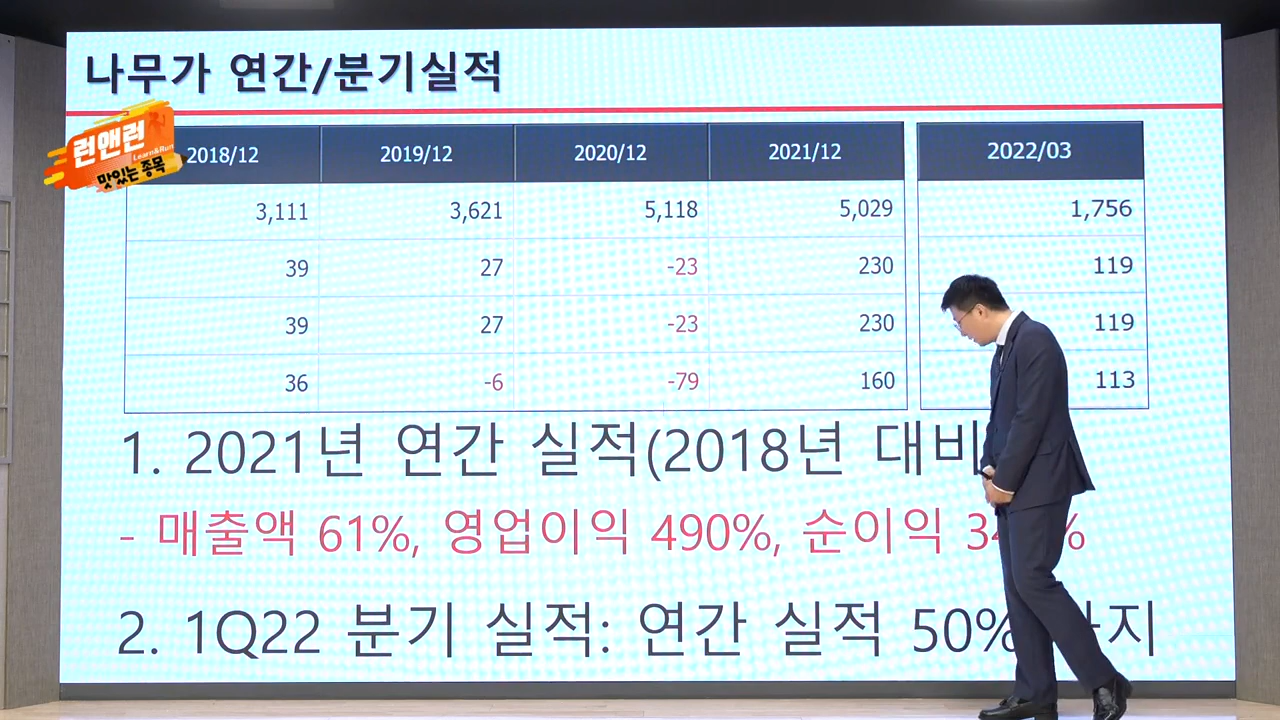 나무가 연간/분기실적
런앤런
Learn&Run
맛있는 종목
2018/12 2019/12 2020/12 2021/12 2022/03
3,111 3,621 5,118 5,029 1,756
39 27 -23 230 119
39 27 -23 230 119
36 -6 -79 160 113
1. 2021년 연간 실적(2018년 대비
- 매출액 61%, 영업이익 490%, 순이익 %
2. 1Q22 분기 실적: 연간 실적 50%